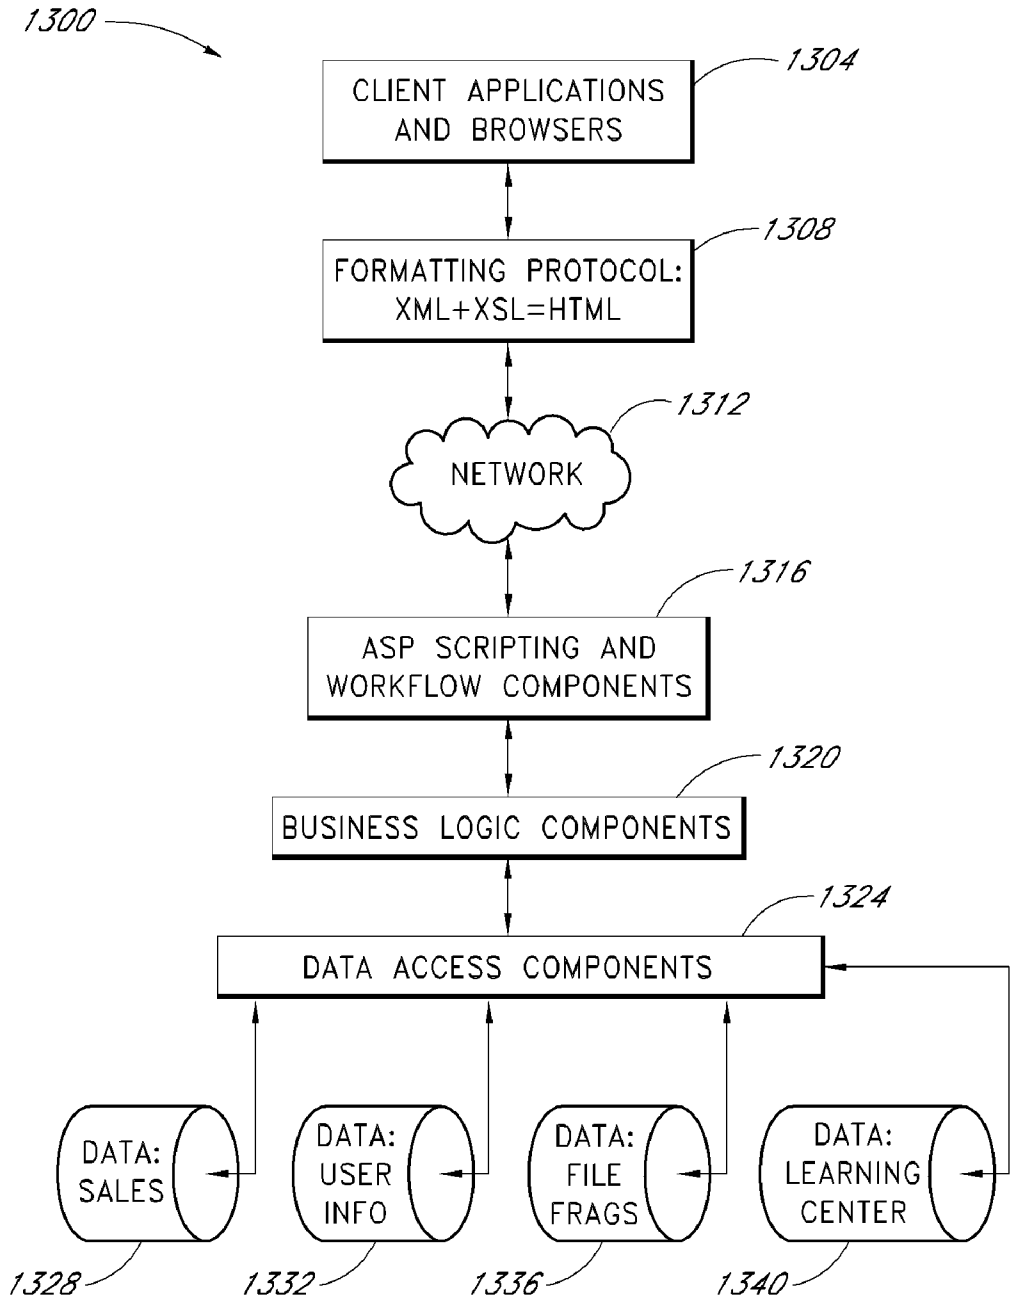 1300
1304
CLIENT APPLICATIONS
AND BROWSERS
1308
FORMATTING PROTOCOL:
XML+XSL=HTML
1312
NETWORK
1316
ASP SCRIPTING AND
WORKFLOW COMPONENTS
1320
BUSINESS LOGIC COMPONENTS
1324
DATA ACCESS COMPONENTS
DATA:
SALES
DATA:
USER
INFO
DATA:
FILE
FRAGS
DATA:
LEARNING
CENTER
1328
1332
1336
1340